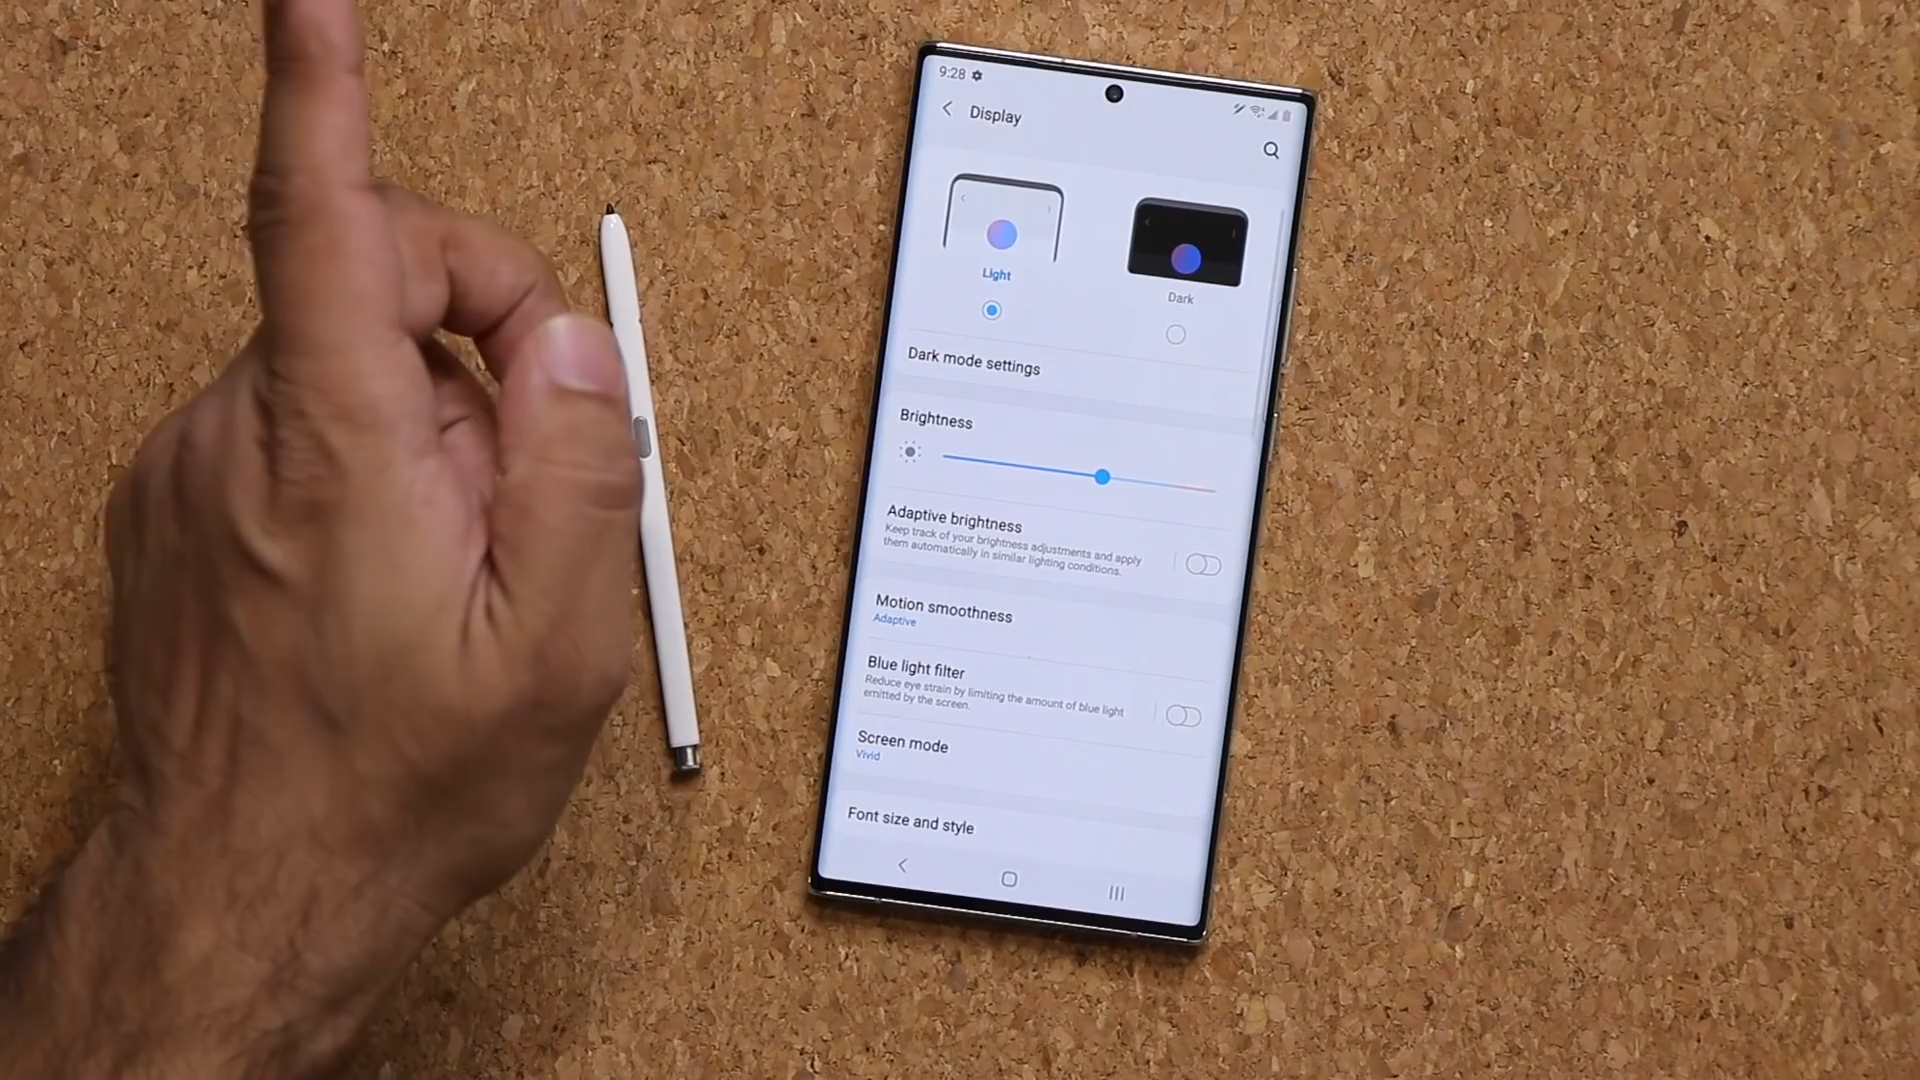 9:28
Display
Light
Dark
Dark mode settings
Brightness
Adaptive brightness
Keep track of your brightness adjustments and apply
them automatically in similar lighting conditions.
Motion smoothness
Adaptive
Blue light filter
Reduce eye strain by limiting the amount of blue light
emitted by the screen.
Screen mode
Vivid
Font size and style